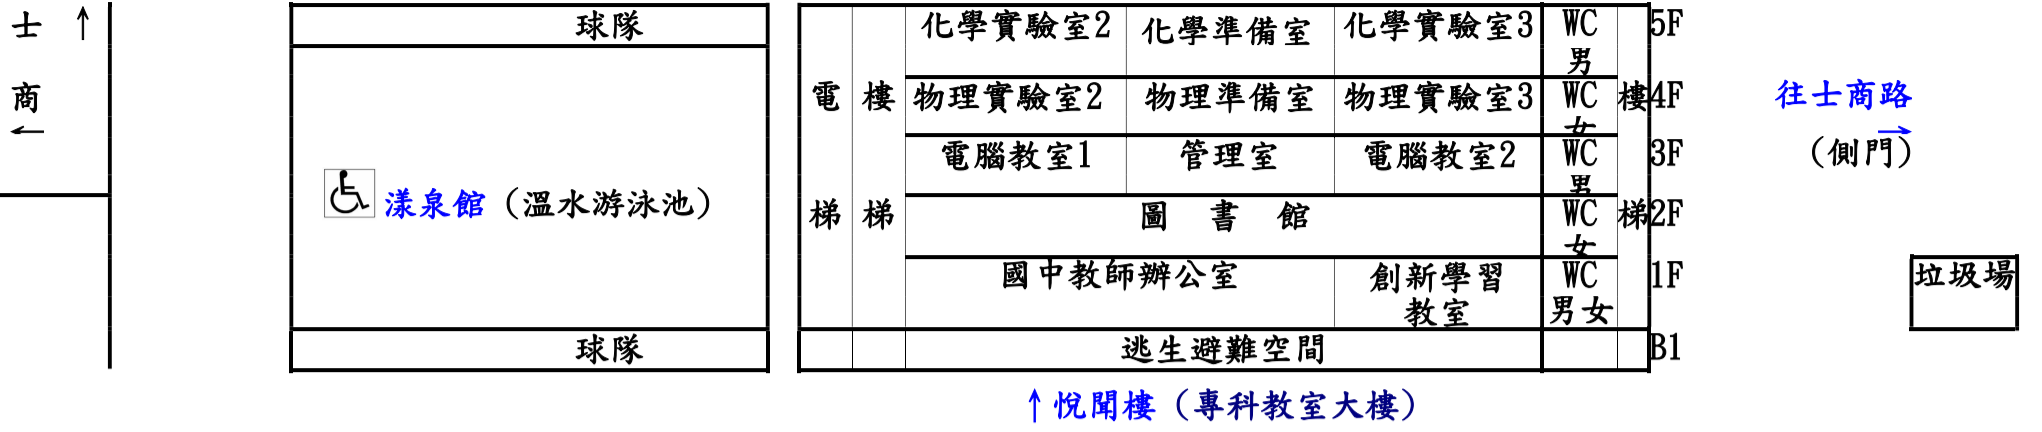 士 ↑
商
←
球隊
漾泉館（溫水游泳池）
球隊
電梯
樓梯
化學實驗室2 化學準備室 化學實驗室3 WC男 5F
物理實驗室2 物理準備室 物理實驗室3 WC女 4F
電腦教室1 管理室 電腦教室2 WC男 3F
圖 書 館 WC女 2F
國中教師辦公室 創新學習教室 WC男女 1F
樓梯
逃生避難空間 B1
↑悅聞樓（專科教室大樓）
往士商路
→
（側門）
垃圾場